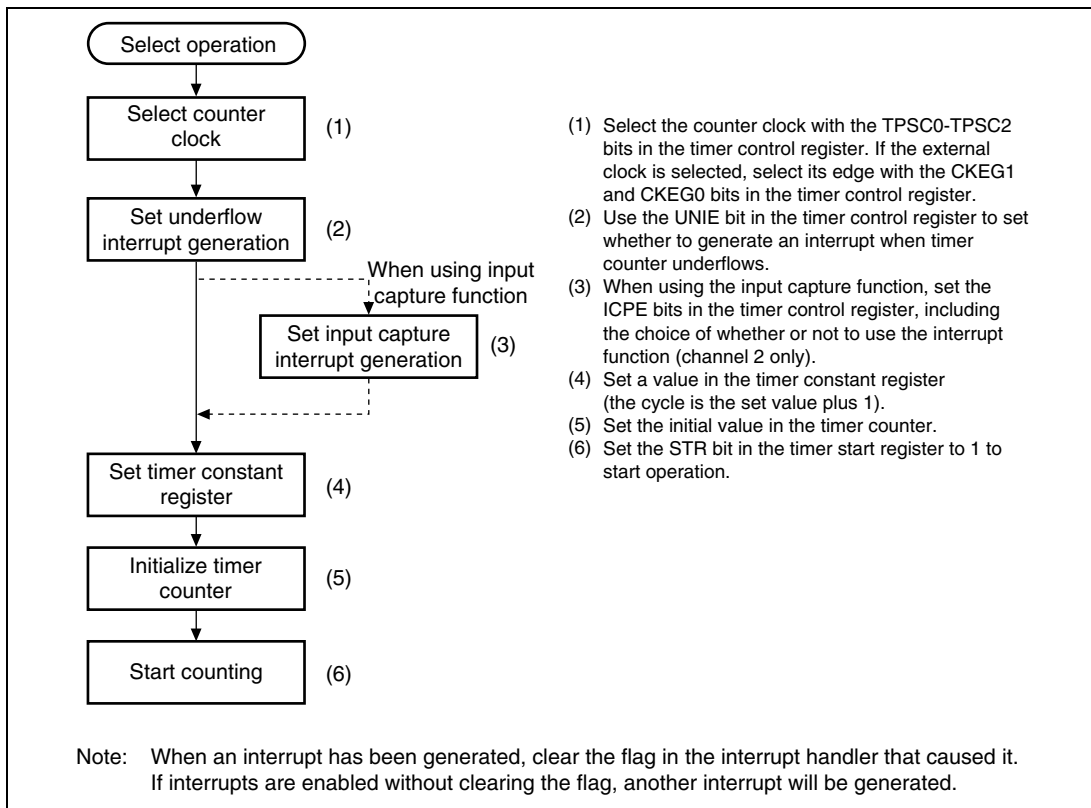 Select operation
Select counter
clock
(1)
Set underflow
interrupt generation
(2)
When using input
capture function
Set input capture
interrupt generation
(3)
Set timer constant
register
(4)
Initialize timer
counter
(5)
Start counting
(6)
(1) Select the counter clock with the TPSC0-TPSC2
bits in the timer control register. If the external
clock is selected, select its edge with the CKEG1
and CKEG0 bits in the timer control register.
(2) Use the UNIE bit in the timer control register to set
whether to generate an interrupt when timer
counter underflows.
(3) When using the input capture function, set the
ICPE bits in the timer control register, including
the choice of whether or not to use the interrupt
function (channel 2 only).
(4) Set a value in the timer constant register
(the cycle is the set value plus 1).
(5) Set the initial value in the timer counter.
(6) Set the STR bit in the timer start register to 1 to
start operation.
Note: When an interrupt has been generated, clear the flag in the interrupt handler that caused it.
If interrupts are enabled without clearing the flag, another interrupt will be generated.